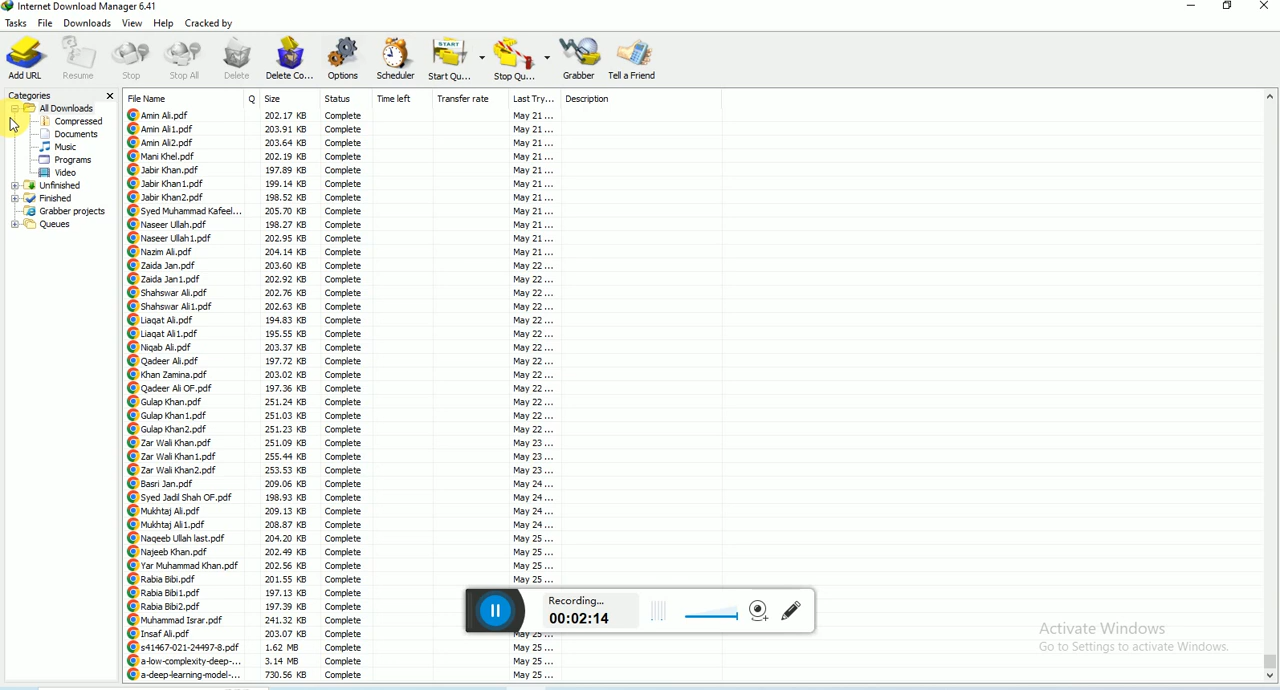 Internet Download Manager 6.41
Tasks File Downloads View Help Cracked by
Add URL Resume Stop Stop All Delete Delete Co... Options Scheduler Start Qu... Stop Qu... Grabber Tell a Friend
Categories
All Downloads
Compressed
Documents
Music
Programs
Video
Unfinished
Finished
Grabber projects
Queues
File Name Q Size Status Time left Transfer rate Last Try... Description
Amin Ali.pdf 202.17 KB Complete May 21 ...
Amin Ali1.pdf 203.91 KB Complete May 21 ...
Amin Ali2.pdf 203.64 KB Complete May 21 ...
Mani Khel.pdf 202.19 KB Complete May 21 ...
Jabir Khan.pdf 197.89 KB Complete May 21 ...
Jabir Khan1.pdf 199.14 KB Complete May 21 ...
Jabir Khan2.pdf 198.52 KB Complete May 21 ...
Syed Muhammad Kafeel... 205.70 KB Complete May 21 ...
Naseer Ullah.pdf 198.27 KB Complete May 21 ...
Naseer Ullah1.pdf 202.95 KB Complete May 21 ...
Nazim Ali.pdf 204.14 KB Complete May 21 ...
Zaida Jan.pdf 203.60 KB Complete May 22 ...
Zaida Jan1.pdf 202.92 KB Complete May 22 ...
Shahswar Ali.pdf 202.76 KB Complete May 22 ...
Shahswar Ali1.pdf 202.63 KB Complete May 22 ...
Liaqat Ali.pdf 194.83 KB Complete May 22 ...
Liaqat Ali1.pdf 195.55 KB Complete May 22 ...
Niqab Ali.pdf 203.37 KB Complete May 22 ...
Qadeer Ali.pdf 197.72 KB Complete May 22 ...
Khan Zamina.pdf 203.02 KB Complete May 22 ...
Qadeer Ali OF.pdf 197.36 KB Complete May 22 ...
Gulap Khan.pdf 251.24 KB Complete May 22 ...
Gulap Khan1.pdf 251.03 KB Complete May 22 ...
Gulap Khan2.pdf 251.23 KB Complete May 22 ...
Zar Wali Khan.pdf 251.09 KB Complete May 23 ...
Zar Wali Khan1.pdf 255.44 KB Complete May 23 ...
Zar Wali Khan2.pdf 253.53 KB Complete May 23 ...
Basri Jan.pdf 209.06 KB Complete May 24 ...
Syed Jadil Shah OF.pdf 198.93 KB Complete May 24 ...
Mukhtaj Ali.pdf 209.13 KB Complete May 24 ...
Mukhtaj Ali1.pdf 208.87 KB Complete May 24 ...
Naqeeb Ullah last.pdf 204.20 KB Complete May 25 ...
Najeeb Khan.pdf 202.49 KB Complete May 25 ...
Yar Muhammad Khan.pdf 202.56 KB Complete May 25 ...
Rabia Bibi.pdf 201.55 KB Complete May 25 ...
Rabia Bibi1.pdf 197.13 KB Complete
Rabia Bibi2.pdf 197.39 KB Complete
Muhammad Israr.pdf 241.32 KB Complete
Insaf Ali.pdf 203.07 KB Complete May 25 ...
s41467-021-24497-8.pdf 1.62 MB Complete May 25 ...
a-low-complexity-deep-... 3.14 MB Complete May 25 ...
a-deep-learning-model-... 730.56 KB Complete May 25 ...
Recording...
00:02:14
Activate Windows
Go to Settings to activate Windows.